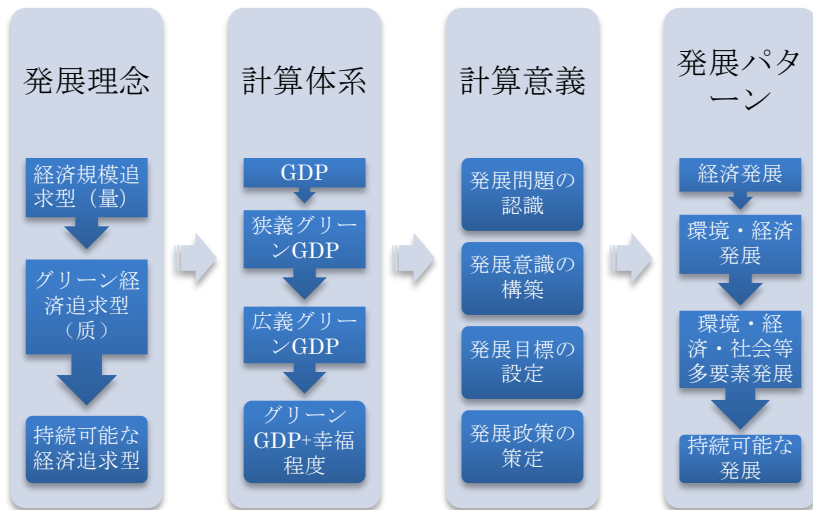 発展理念
経済規模追
求型（量）
グリーン経
済追求型
（质）
持続可能な
経済追求型
計算体系
GDP
狭義グリー
ンGDP
広義グリー
ンGDP
グリーン
GDP+幸福
程度
計算意義
発展問題の
認識
発展意識の
構築
発展目標の
設定
発展政策の
策定
発展パタ
ーン
経済発展
環境・経済
発展
環境・経
済・社会等
多要素発展
持続可能な
発展